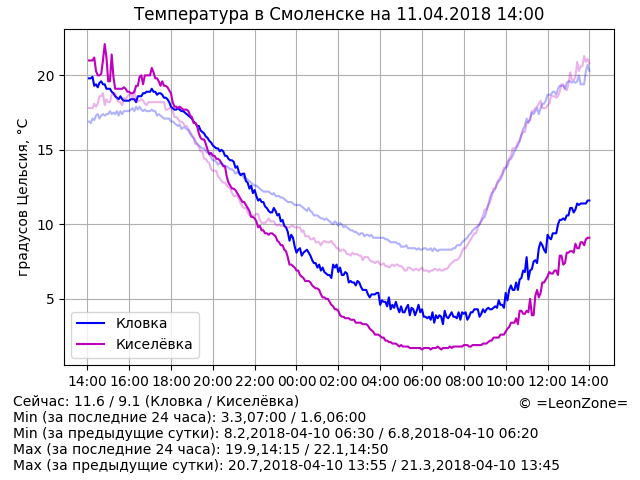 Температура в Смоленске на 11.04.2018 14:00
градусов Цельсия, °C
20
15
10
5
Кловка
Киселёвка
14:00 16:00 18:00 20:00 22:00 00:00 02:00 04:00 06:00 08:00 10:00 12:00 14:00
Сейчас: 11.6 / 9.1 (Кловка / Киселёвка)
© =LeonZone=
Min (за последние 24 часа): 3.3,07:00 / 1.6,06:00
Min (за предыдущие сутки): 8.2,2018-04-10 06:30 / 6.8,2018-04-10 06:20
Max (за последние 24 часа): 19.9,14:15 / 22.1,14:50
Max (за предыдущие сутки): 20.7,2018-04-10 13:55 / 21.3,2018-04-10 13:45